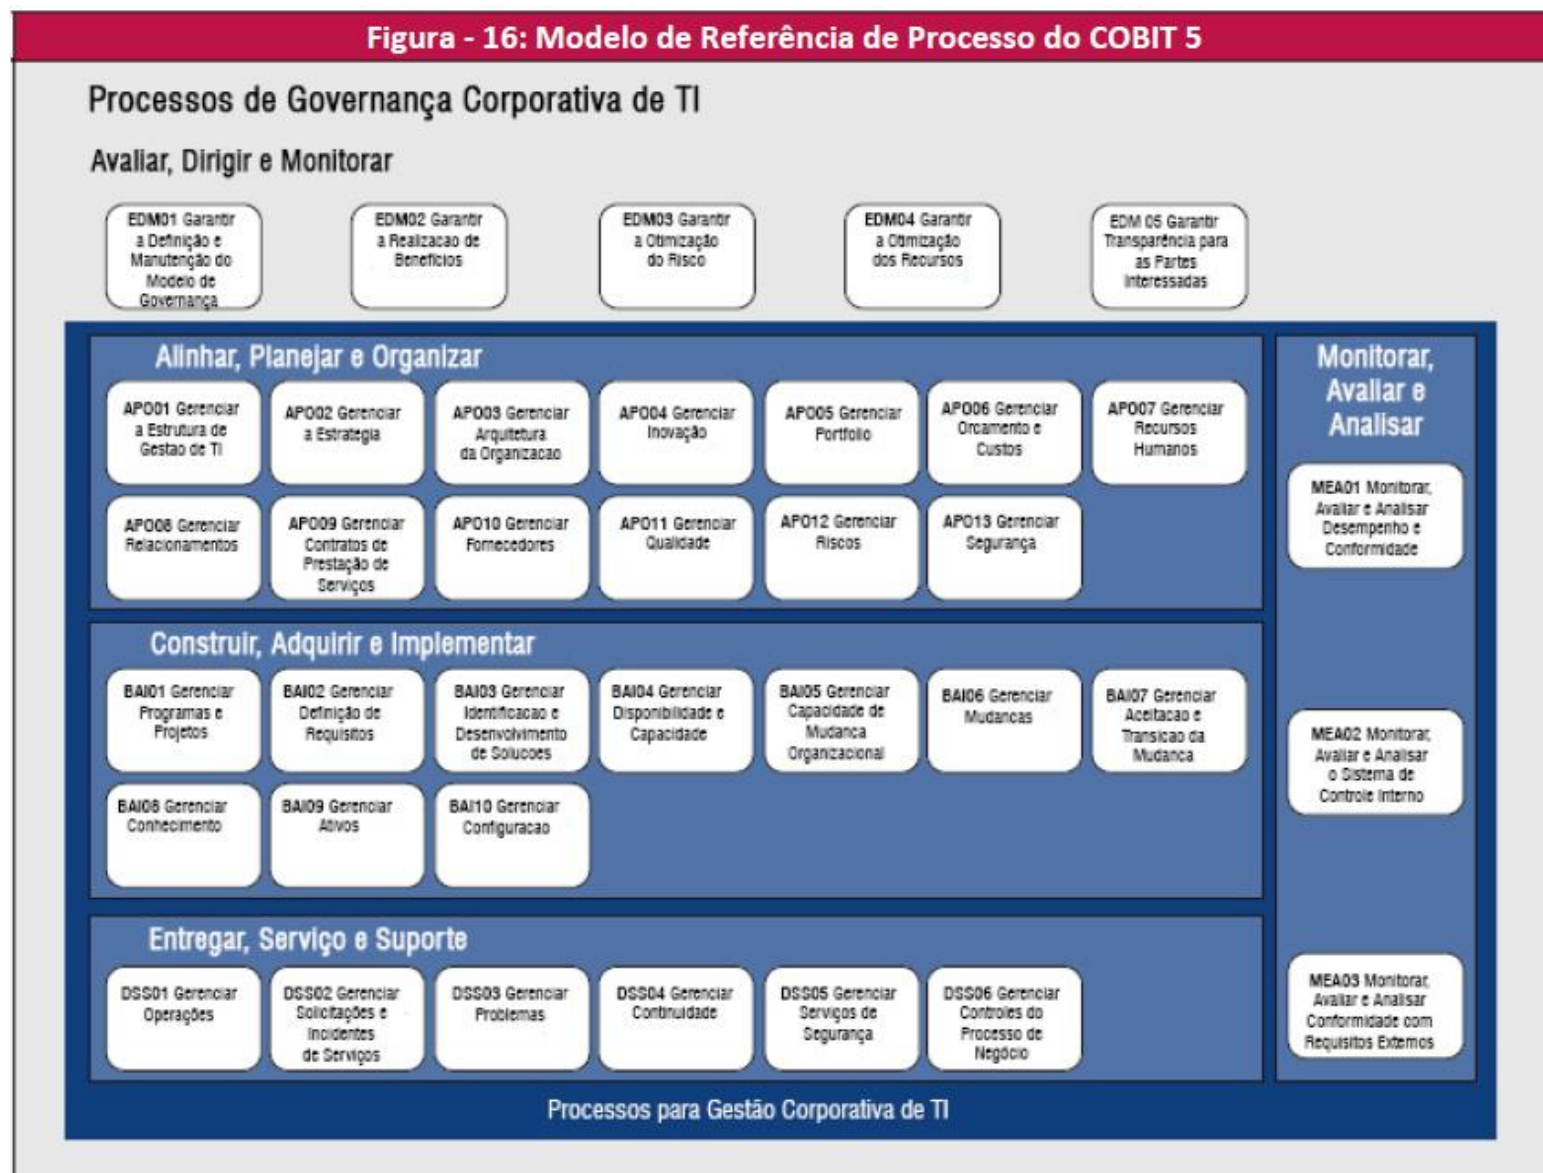 Figura - 16: Modelo de Referência de Processo do COBIT 5
Processos de Governança Corporativa de TI
Avaliar, Dirigir e Monitorar
EDM01 Garantir
a Definição e
Manutenção do
Modelo de
Governança
EDM02 Garantir
a Realizacao de
Benefícios
EDM03 Garantir
a Otimização
do Risco
EDM04 Garantir
a Otimização
dos Recursos
EDM 05 Garantir
Transparência para
as Partes
Interessadas
Alinhar, Planejar e Organizar
APO01 Gerenciar
a Estrutura de
Gestao de TI
APO02 Gerenciar
a Estrategia
APO03 Gerenciar
Arquitetura
da Organizacao
APO04 Gerenciar
Inovação
APO05 Gerenciar
Portfolio
APO06 Gerenciar
Orcamento e
Custos
APO07 Gerenciar
Recursos
Humanos
APO08 Gerenciar
Relacionamentos
APO09 Gerenciar
Contratos de
Prestação de
Serviços
APO10 Gerenciar
Fornecedores
APO11 Gerenciar
Qualidade
APO12 Gerenciar
Riscos
APO13 Gerenciar
Segurança
Construir, Adquirir e Implementar
BAI01 Gerenciar
Programas e
Projetos
BAI02 Gerenciar
Definição de
Requisitos
BAI03 Gerenciar
Identificacao e
Desenvolvimento
de Solucoes
BAI04 Gerenciar
Disponibilidade e
Capacidade
BAI05 Gerenciar
Capacidade de
Mudanca
Organizacional
BAI06 Gerenciar
Mudancas
BAI07 Gerenciar
Aceitacao e
Transicao da
Mudanca
BAI08 Gerenciar
Conhecimento
BAI09 Gerenciar
Ativos
BAI10 Gerenciar
Configuracao
Entregar, Serviço e Suporte
DSS01 Gerenciar
Operações
DSS02 Gerenciar
Solicitações e
Incidentes
de Serviços
DSS03 Gerenciar
Problemas
DSS04 Gerenciar
Continuidade
DSS05 Gerenciar
Serviços de
Segurança
DSS06 Gerenciar
Controles do
Processo de
Negócio
Monitorar,
Avaliar e
Analisar
MEA01 Monitorar,
Avaliar e Analisar
Desempenho e
Conformidade
MEA02 Monitorar,
Avaliar e Analisar
o Sistema de
Controle Interno
MEA03 Monitorar,
Avaliar e Analisar
Conformidade com
Requisitos Externos
Processos para Gestão Corporativa de TI